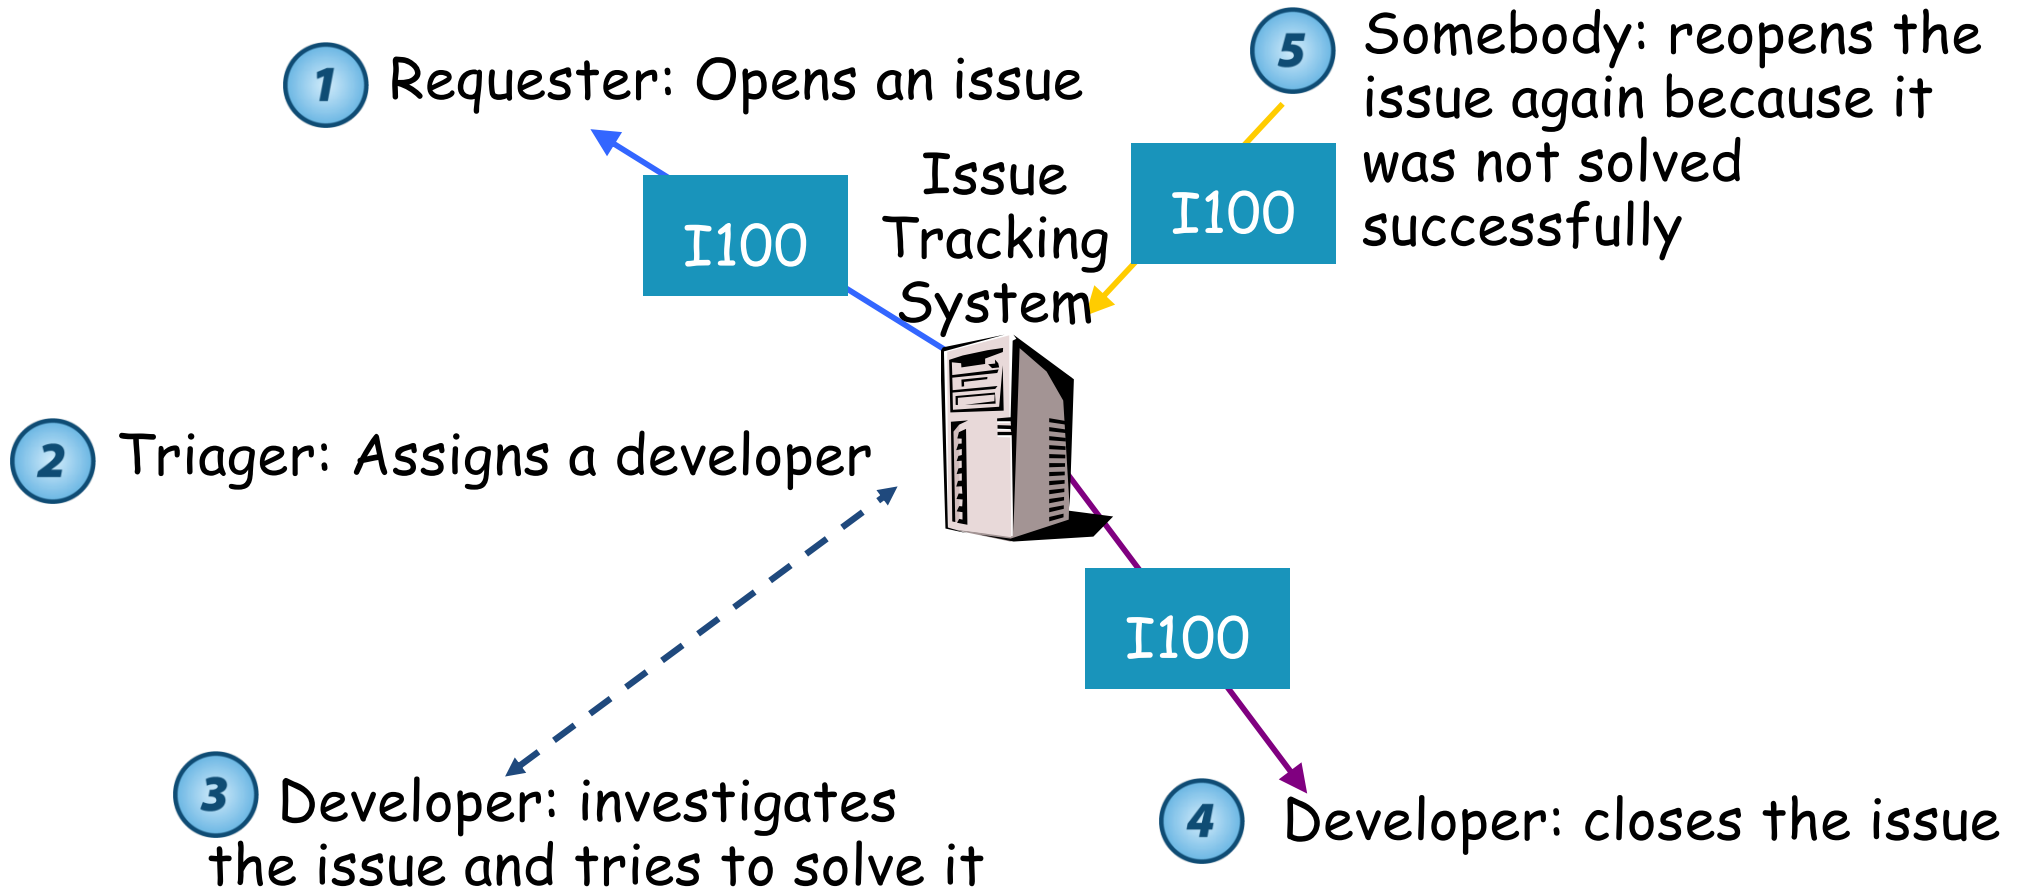 1
Requester: Opens an issue
5
Somebody: reopens the
issue again because it
was not solved
successfully
Issue
Tracking
System
I100
I100
2
Triager: Assigns a developer
I100
3
Developer: investigates
the issue and tries to solve it
4
Developer: closes the issue